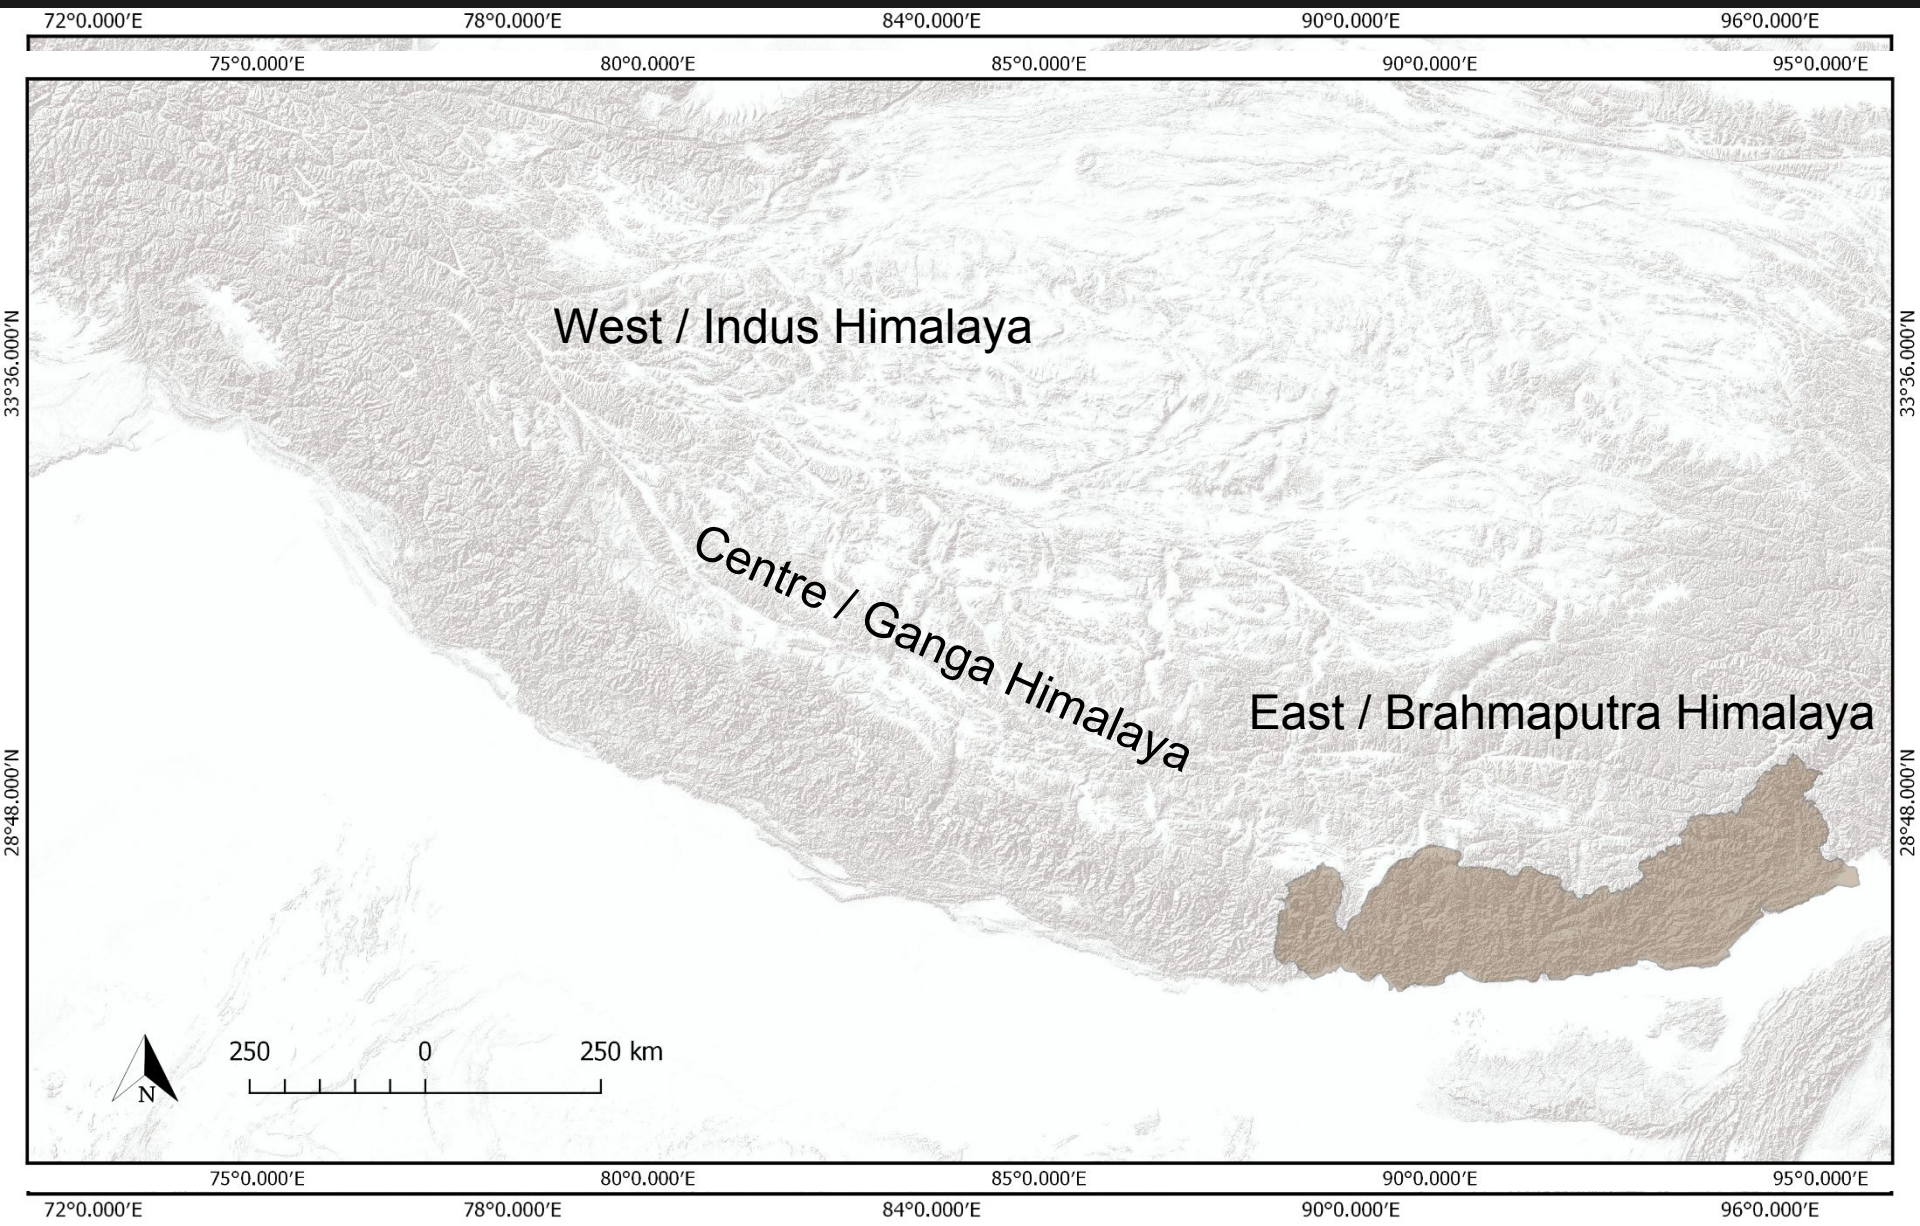 72°0.000′E 78°0.000′E 84°0.000′E 90°0.000′E 96°0.000′E
75°0.000′E 80°0.000′E 85°0.000′E 90°0.000′E 95°0.000′E
33°36.000′N
33°36.000′N
West / Indus Himalaya
Centre / Ganga Himalaya
East / Brahmaputra Himalaya
28°48.000′N
28°48.000′N
N
250 0 250 km
75°0.000′E 80°0.000′E 85°0.000′E 90°0.000′E 95°0.000′E
72°0.000′E 78°0.000′E 84°0.000′E 90°0.000′E 96°0.000′E